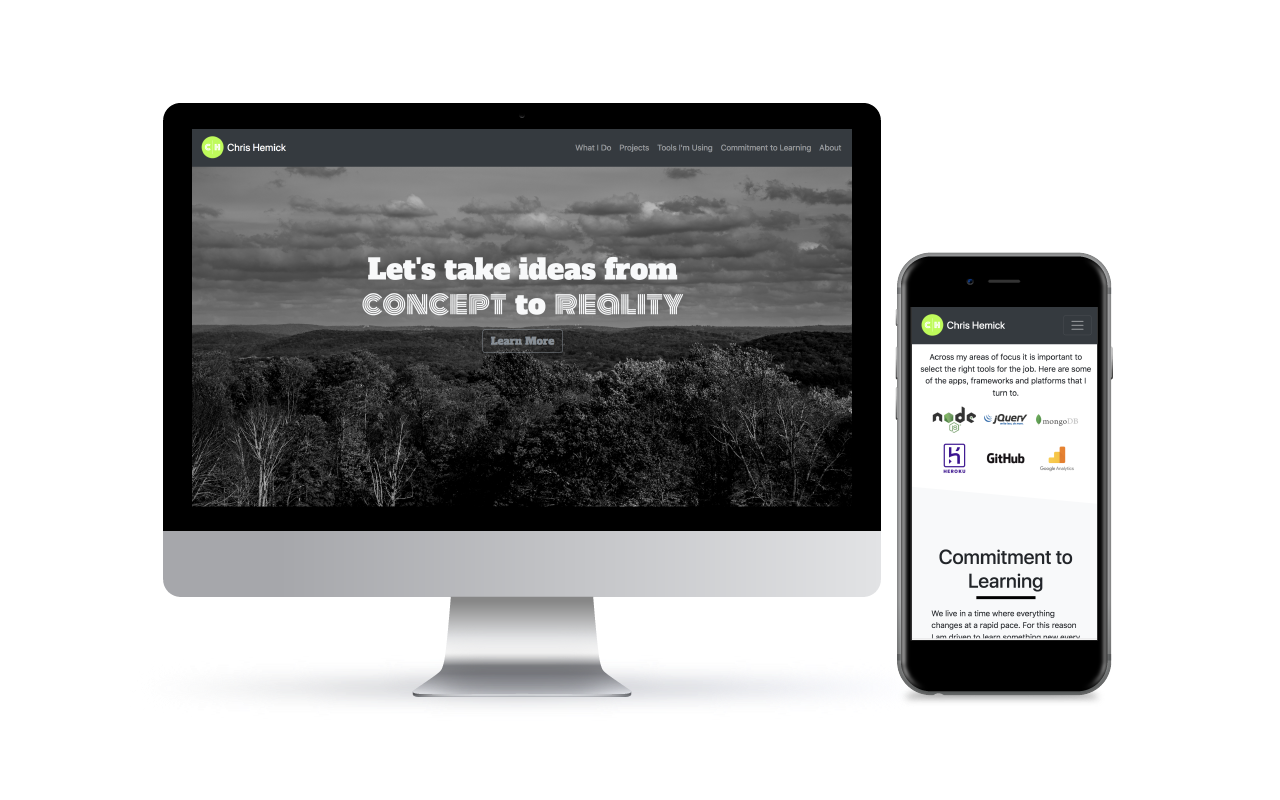 CH Chris Hemick
What I Do Projects Tools I'm Using Commitment to Learning About
Let's take ideas from
CONCEPT to REALITY
Learn More
CH Chris Hemick
Across my areas of focus it is important to
select the right tools for the job. Here are some
of the apps, frameworks and platforms that I
turn to.
node
JS
jQuery
mongoDB
HEROKU
GitHub
Google Analytics
Commitment to
Learning
We live in a time where everything
changes at a rapid pace. For this reason
I am driven to learn something new every